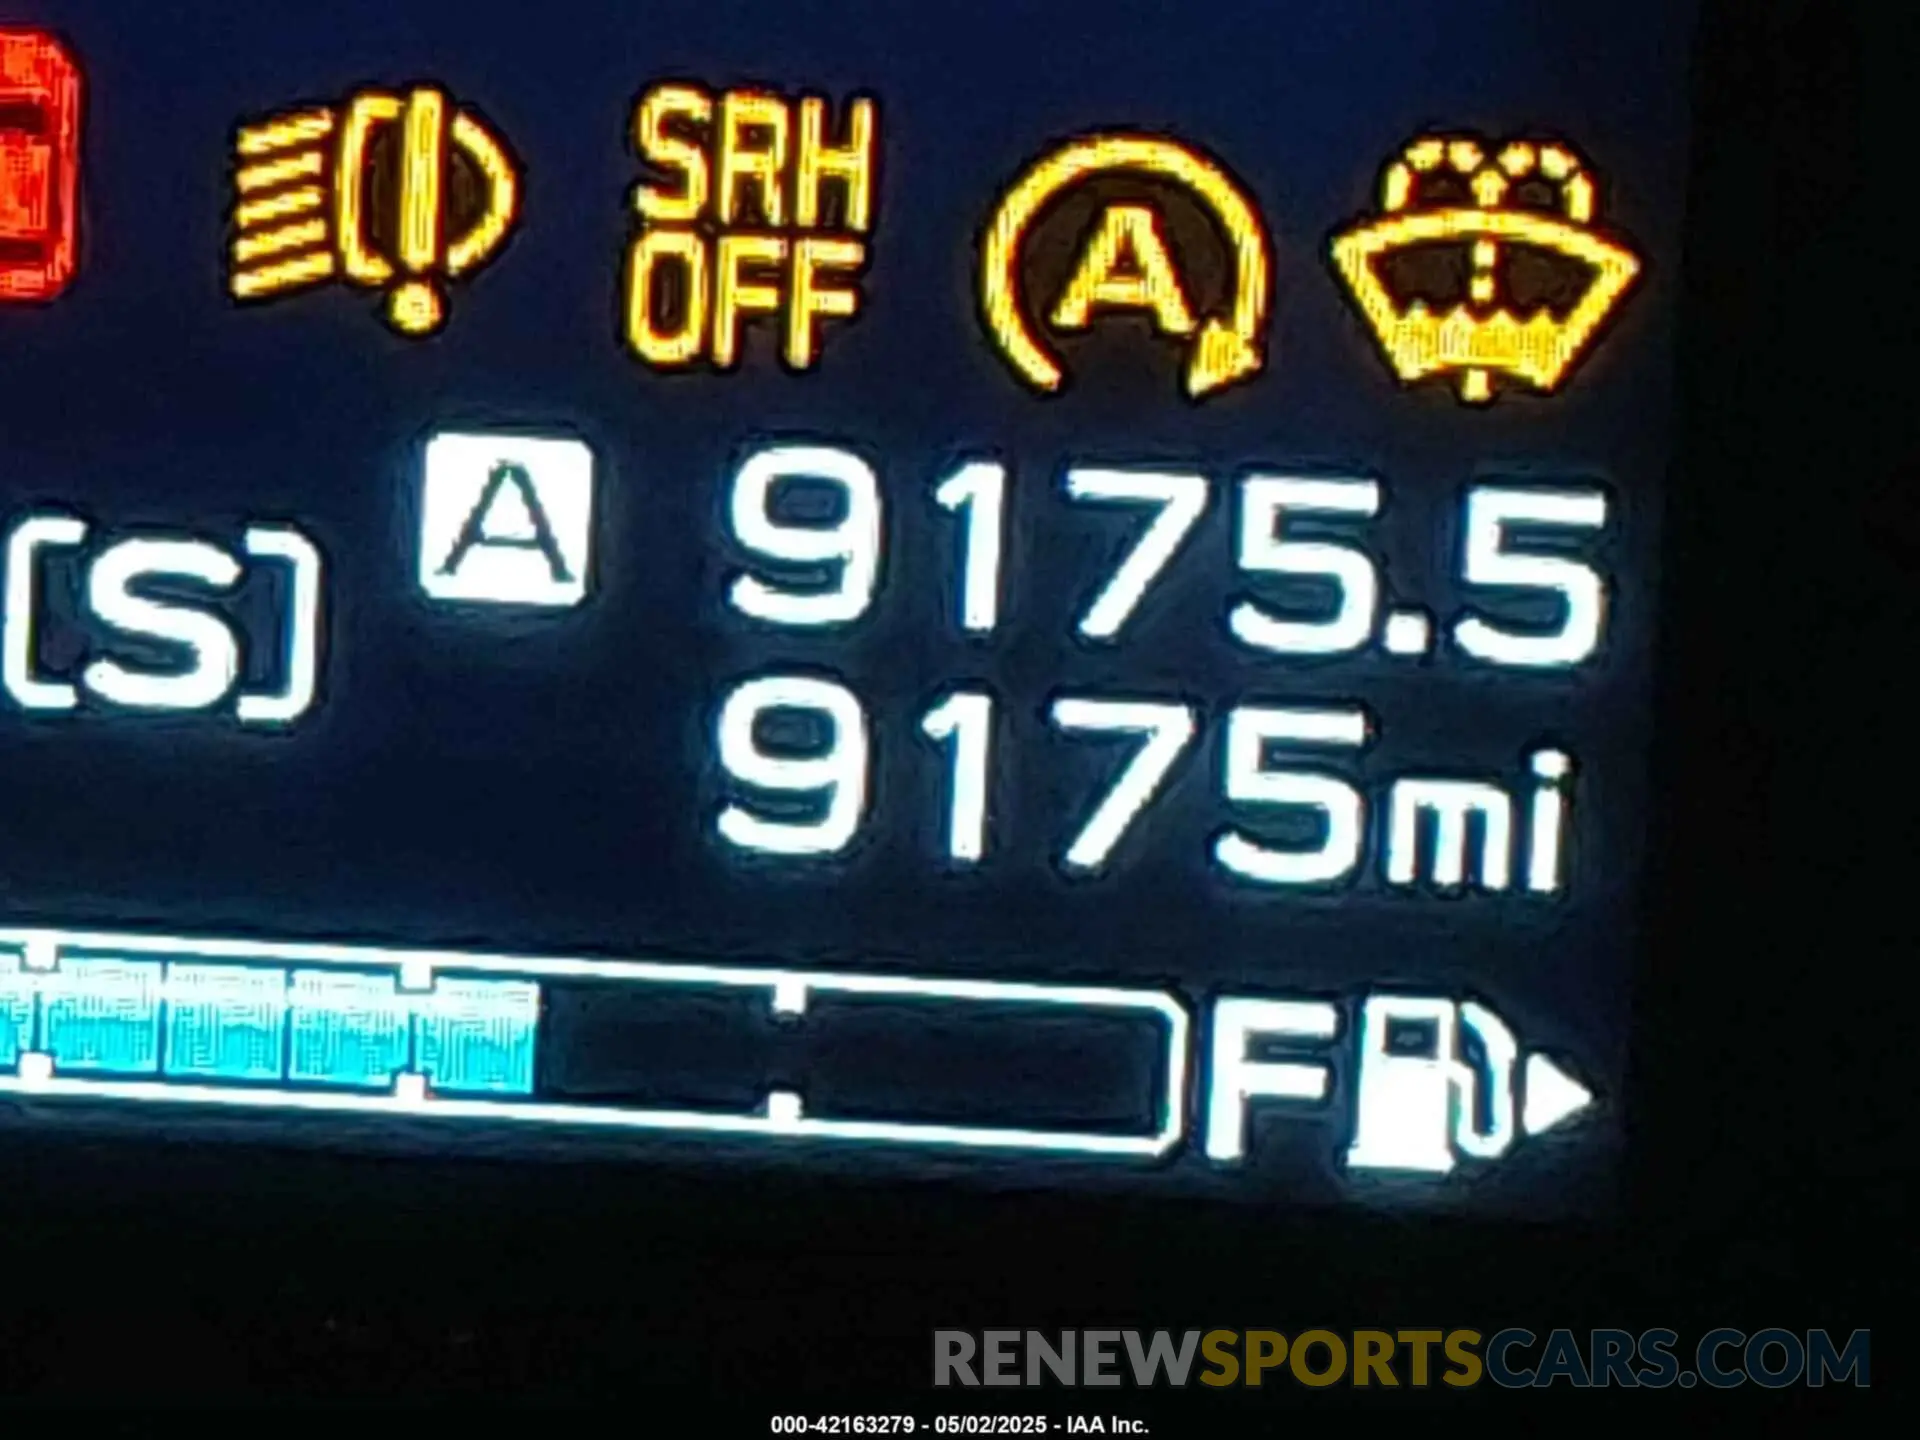 SRH
OFF
A
A 9175.5
(S)
9175mi
F
RENEWSPORTSCARS.COM
000-42163279 - 05/02/2025 - IAA Inc.